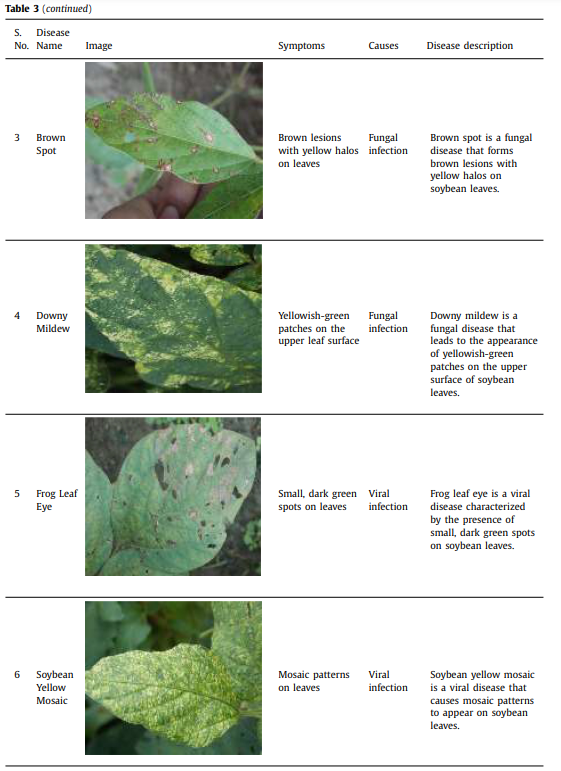 Table 3 (continued)
S. Disease
No. Name Image Symptoms Causes Disease description
3 Brown Brown lesions Fungal Brown spot is a fungal
Spot with yellow halos infection disease that forms
on leaves brown lesions with
yellow halos on
soybean leaves.
4 Downy Yellowish-green Fungal Downy mildew is a
Mildew patches on the infection fungal disease that
upper leaf surface leads to the appearance
of yellowish-green
patches on the upper
surface of soybean
leaves.
5 Frog Leaf Small, dark green Viral Frog leaf eye is a viral
Eye spots on leaves infection disease characterized
by the presence of
small, dark green spots
on soybean leaves.
6 Soybean Mosaic patterns Viral Soybean yellow mosaic
Yellow on leaves infection is a viral disease that
Mosaic causes mosaic patterns
to appear on soybean
leaves.